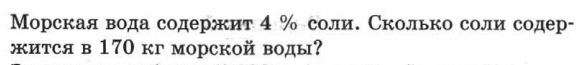 Морская вода содержит 4 % соли. Сколько соли содер-
жится в 170 кг морской воды?